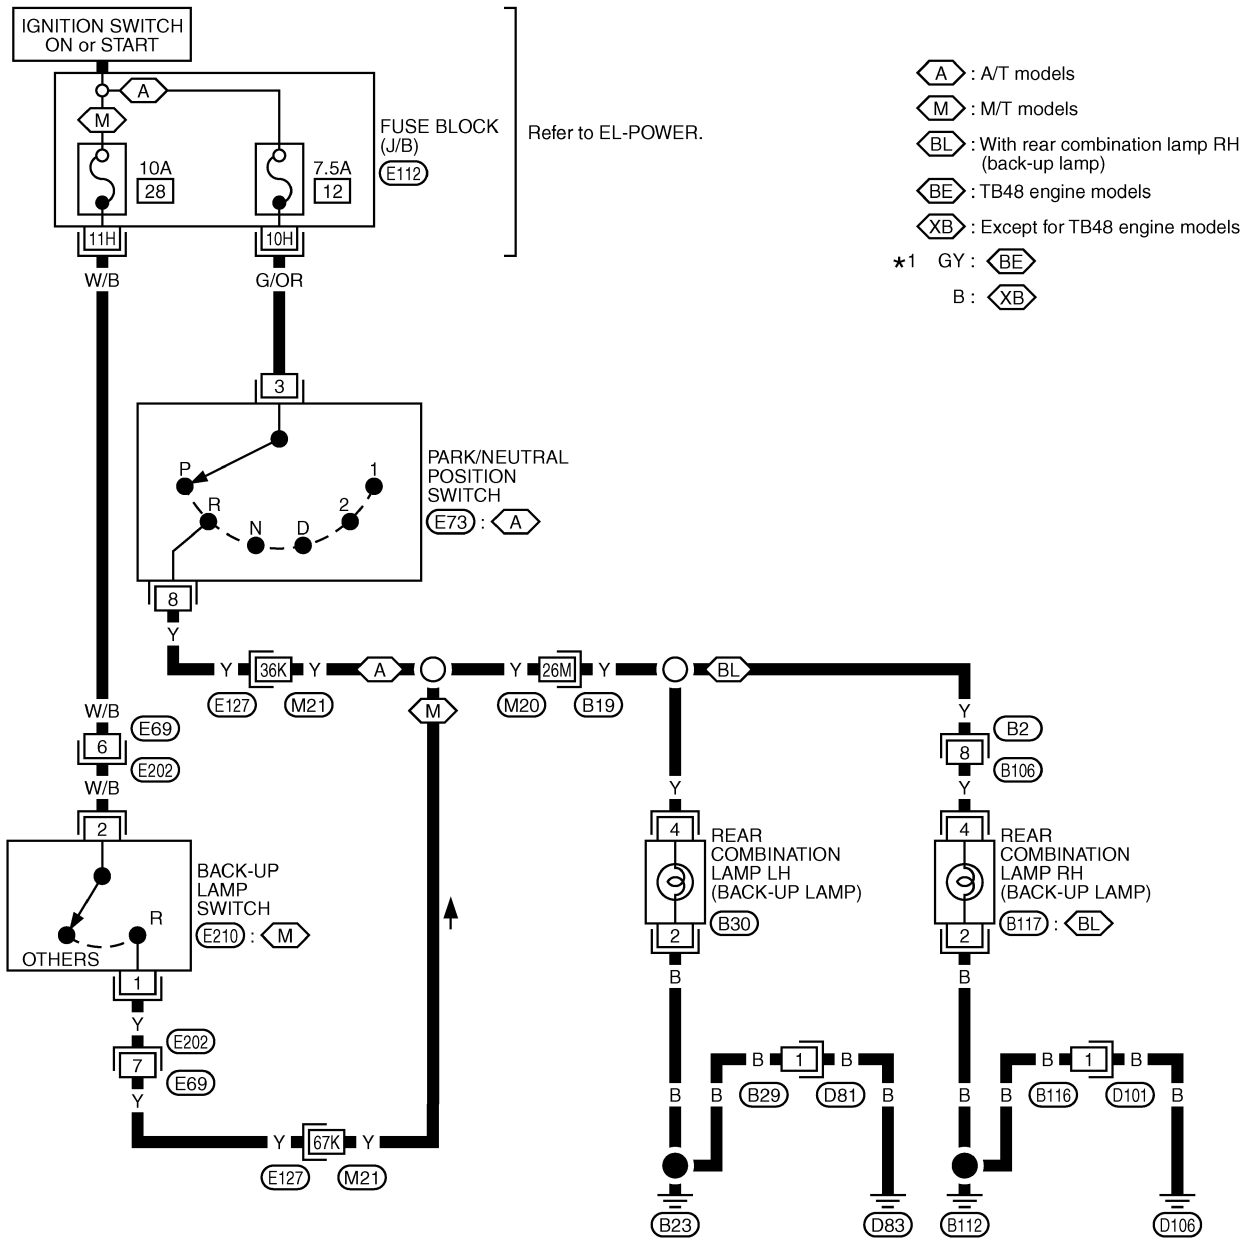 IGNITION SWITCH
ON or START
A
M
10A
28
7.5A
12
FUSE BLOCK
(J/B)
E112
Refer to EL-POWER.
11H
10H
W/B
G/OR
A : A/T models
M : M/T models
BL : With rear combination lamp RH
(back-up lamp)
BE : TB48 engine models
XB : Except for TB48 engine models
*1 GY : BE
B : XB
3
P
R
N
D
2
1
PARK/NEUTRAL
POSITION
SWITCH
E73 : A
8
Y
Y 36K Y A
E127 M21
M
Y 26M Y
M20 B19
BL
W/B
E69
6
E202
W/B
2
OTHERS
R
BACK-UP
LAMP
SWITCH
E210 : M
1
Y
E202
7
E69
Y
Y 67K Y
E127 M21
Y
4
REAR
COMBINATION
LAMP LH
(BACK-UP LAMP)
B30
2
B
B
B
B 1 B
B29 D81
B
B23
D83
Y
B2
8
B106
Y
4
REAR
COMBINATION
LAMP RH
(BACK-UP LAMP)
B117 : BL
2
B
B
B
B 1 B
B116 D101
B
B112
D106